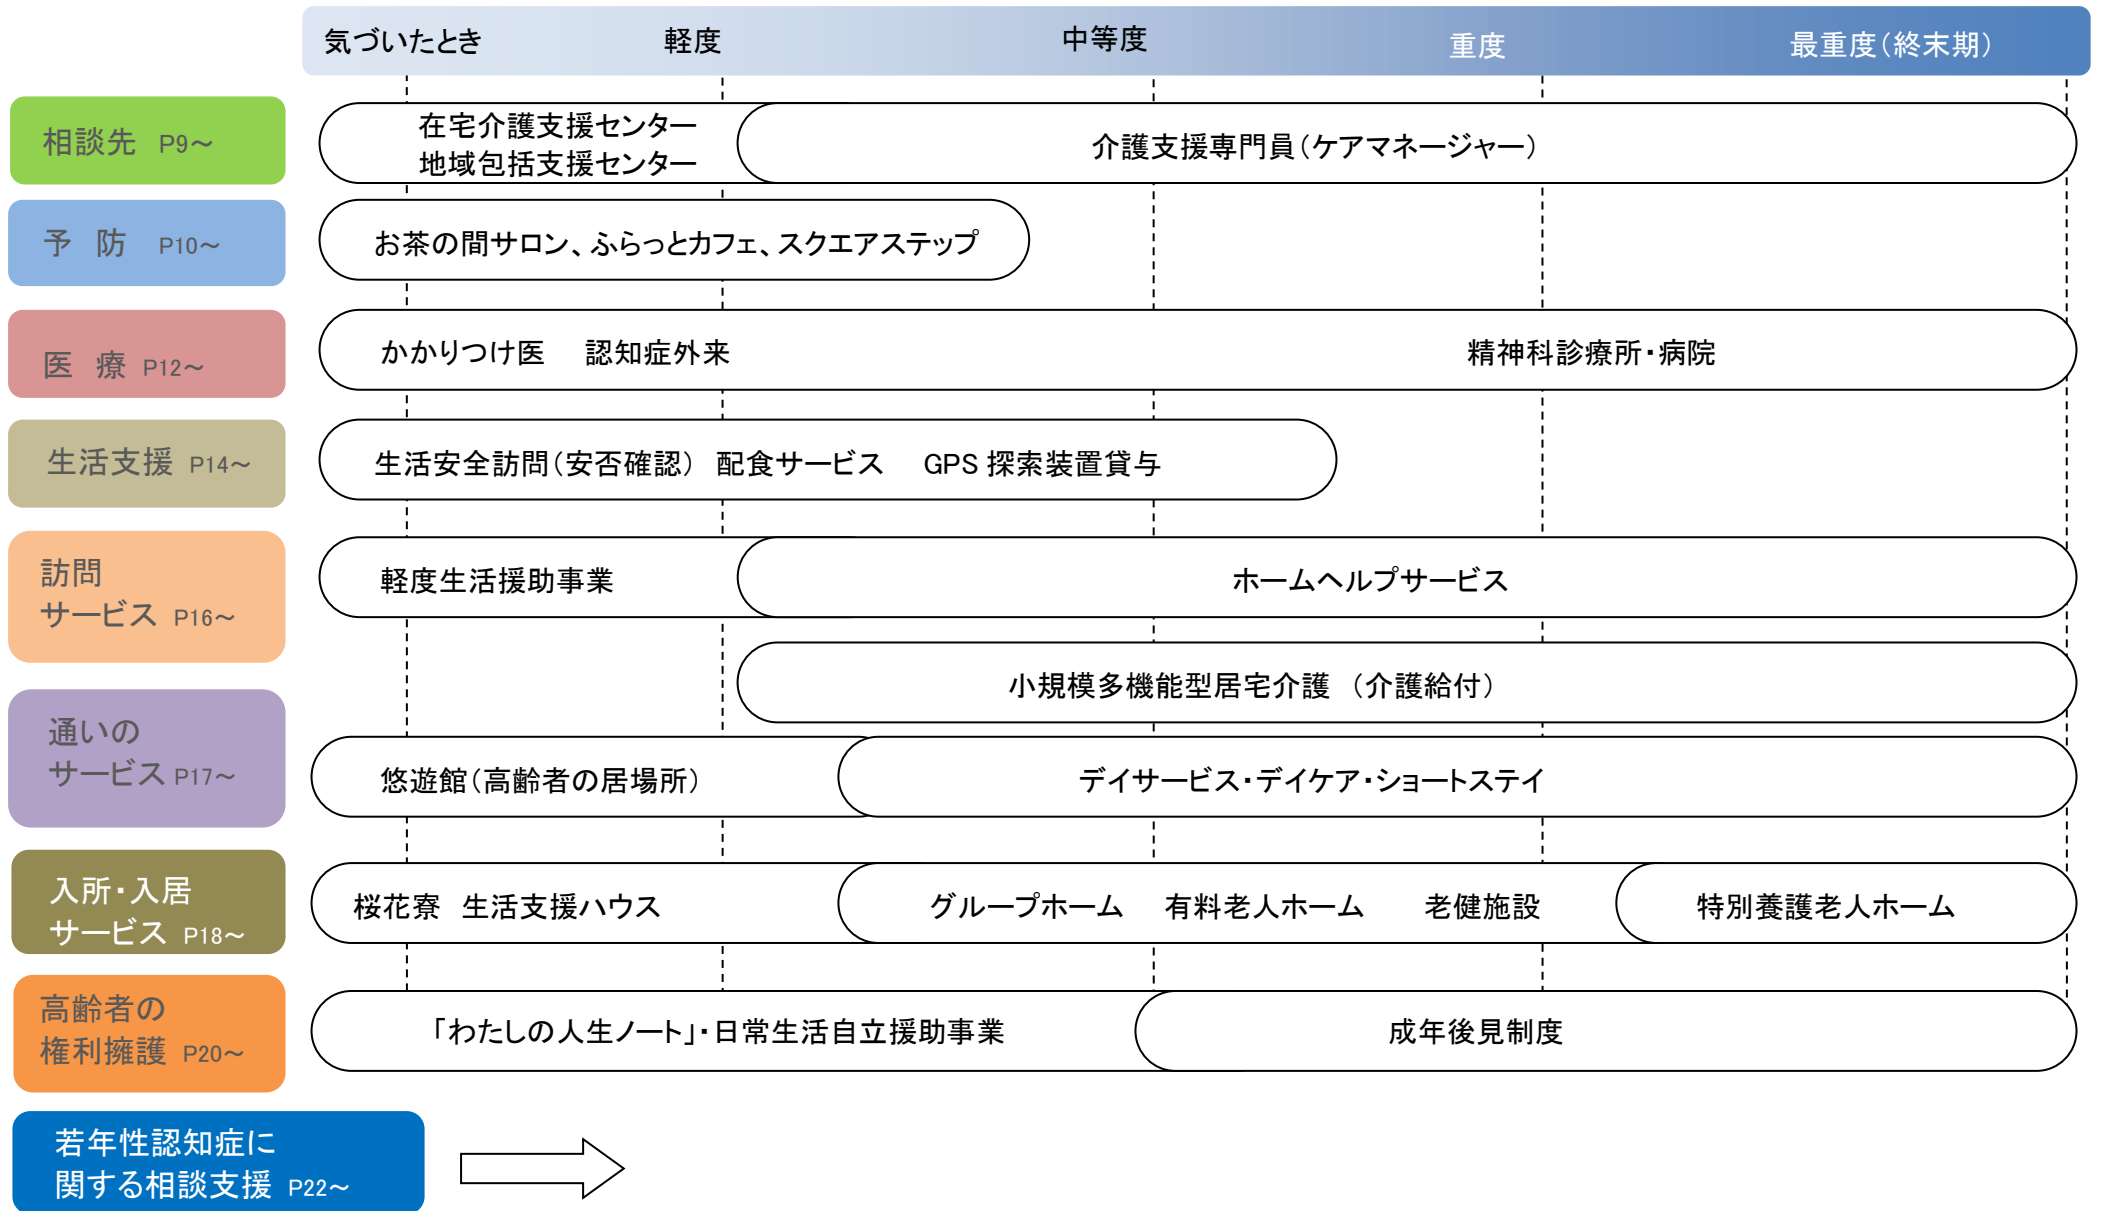 気づいたとき 軽度 中等度 重度 最重度（終末期）
相談先 P9～
在宅介護支援センター
地域包括支援センター
介護支援専門員（ケアマネージャー）
予 防 P10～
お茶の間サロン、ふらっとカフェ、スクエアステップ
医 療 P12～
かかりつけ医 認知症外来 精神科診療所・病院
生活支援 P14～
生活安全訪問（安否確認） 配食サービス GPS 探索装置貸与
訪問
サービス P16～
軽度生活援助事業 ホームヘルプサービス
小規模多機能型居宅介護 （介護給付）
通いの
サービス P17～
悠遊館（高齢者の居場所） デイサービス・デイケア・ショートステイ
入所・入居
サービス P18～
桜花寮 生活支援ハウス グループホーム 有料老人ホーム 老健施設 特別養護老人ホーム
高齢者の
権利擁護 P20～
「わたしの人生ノート」・日常生活自立援助事業 成年後見制度
若年性認知症に
関する相談支援 P22～